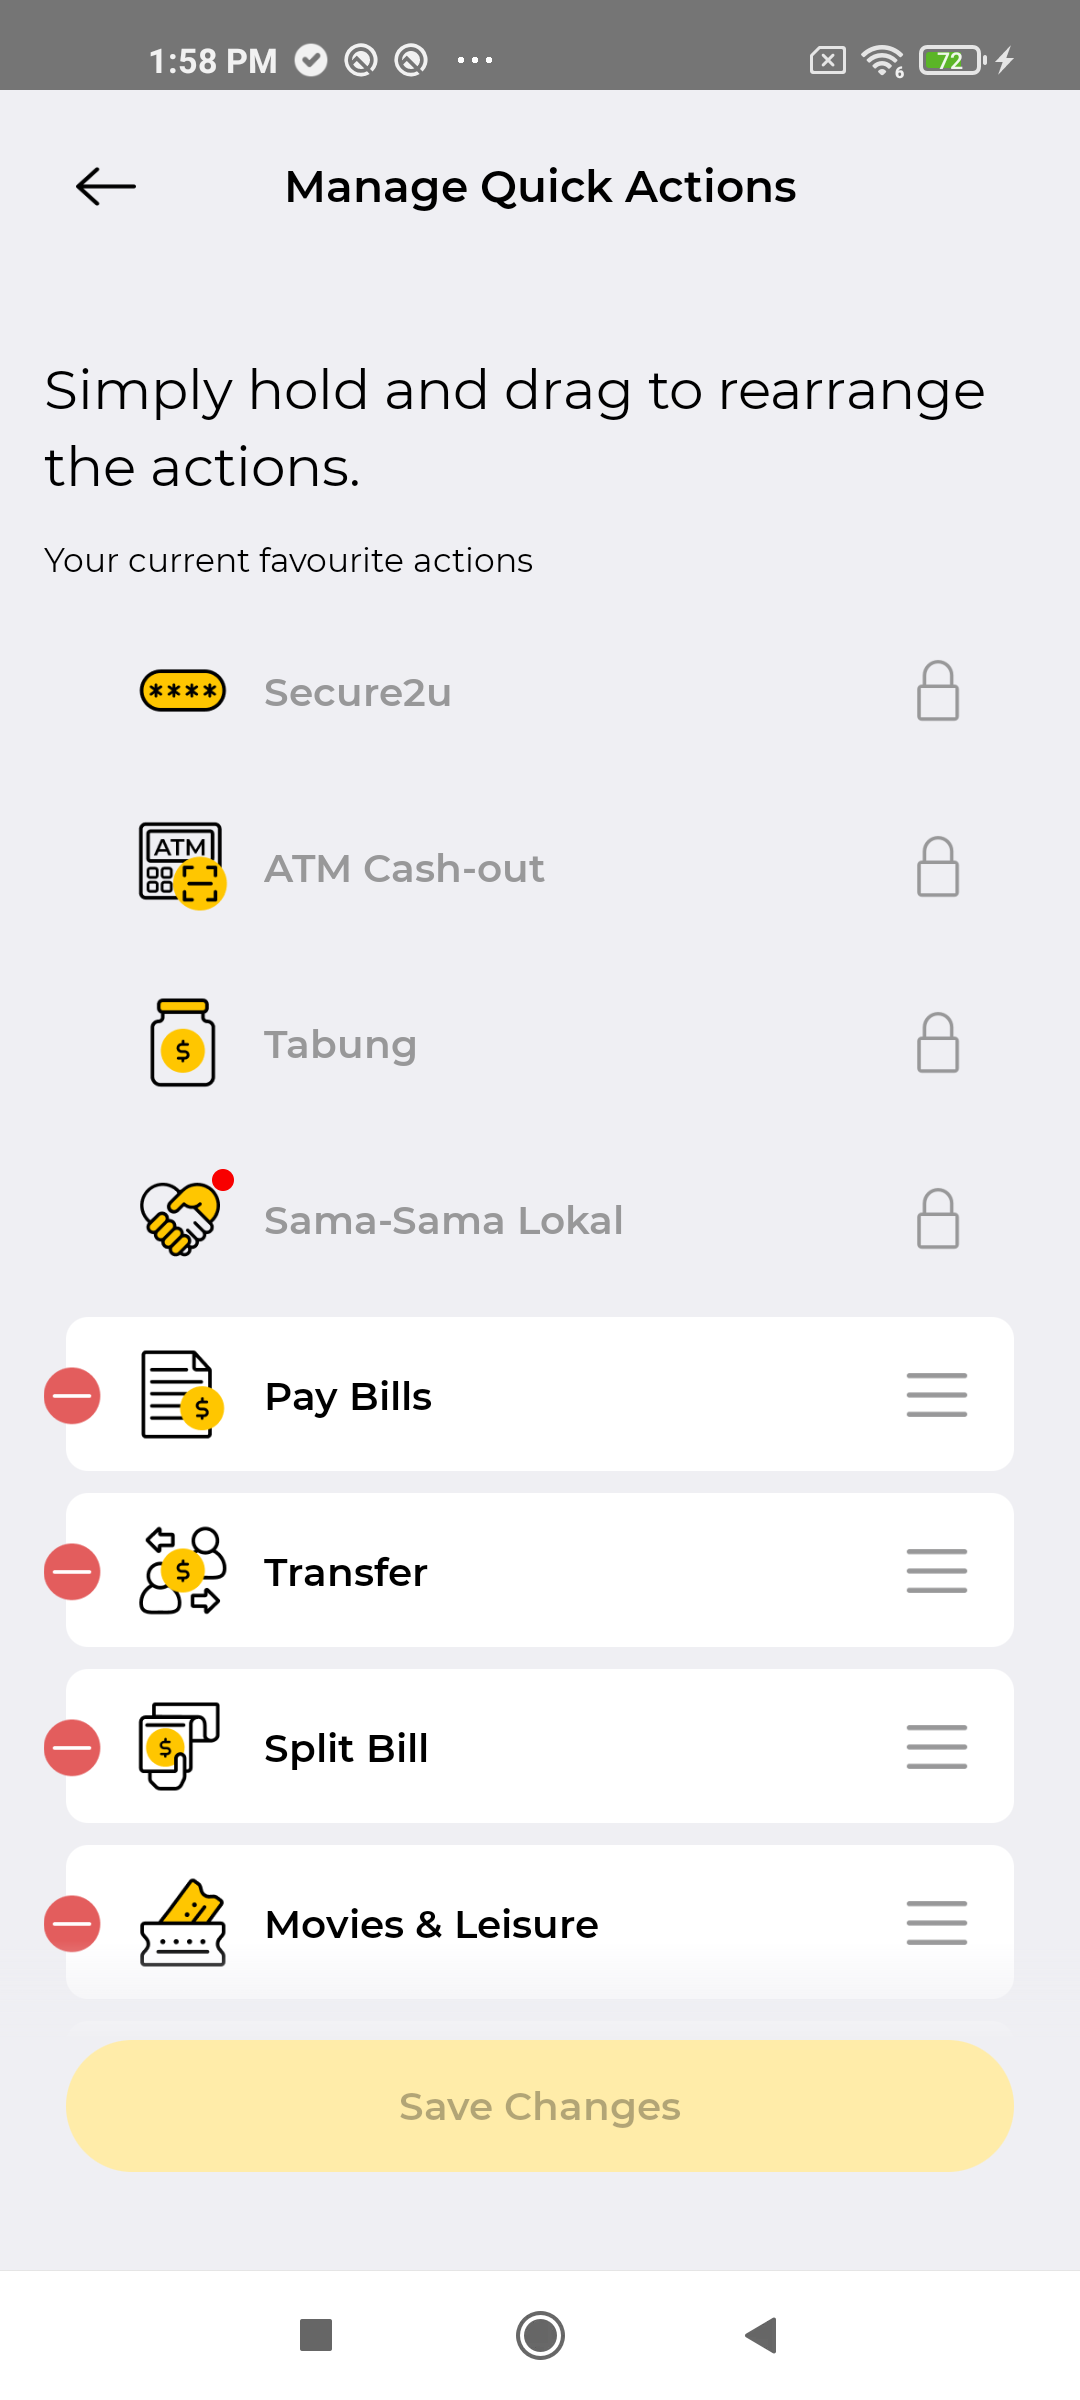 1:58 PM
6
72
Manage Quick Actions
Simply hold and drag to rearrange
the actions.
Your current favourite actions
**** Secure2u
ATM
ATM Cash-out
$
Tabung
Sama-Sama Lokal
$
Pay Bills
$
Transfer
$
Split Bill
Movies & Leisure
Save Changes